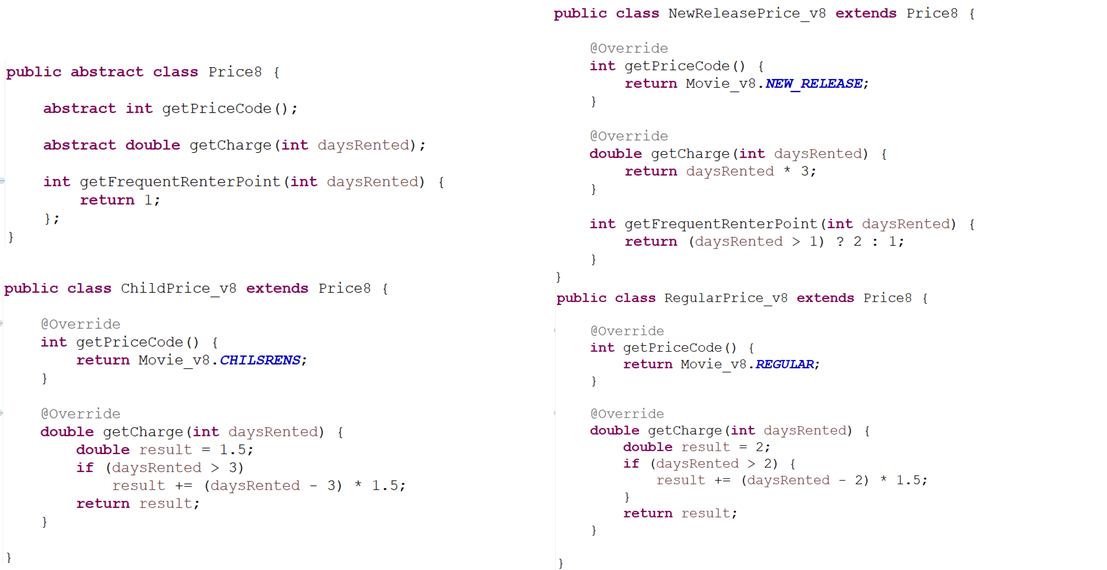 public abstract class Price8 {
abstract int getPriceCode();
abstract double getCharge(int daysRented);
int getFrequentRenterPoint(int daysRented) {
return 1;
};
}
public class ChildPrice_v8 extends Price8 {
@Override
int getPriceCode() {
return Movie_v8.CHILSRENS;
}
@Override
double getCharge(int daysRented) {
double result = 1.5;
if (daysRented > 3)
result += (daysRented - 3) * 1.5;
return result;
}
}
public class NewReleasePrice_v8 extends Price8 {
@Override
int getPriceCode() {
return Movie_v8.NEW_RELEASE;
}
@Override
double getCharge(int daysRented) {
return daysRented * 3;
}
int getFrequentRenterPoint(int daysRented) {
return (daysRented > 1) ? 2 : 1;
}
}
public class RegularPrice_v8 extends Price8 {
@Override
int getPriceCode() {
return Movie_v8.REGULAR;
}
@Override
double getCharge(int daysRented) {
double result = 2;
if (daysRented > 2) {
result += (daysRented - 2) * 1.5;
}
return result;
}
}